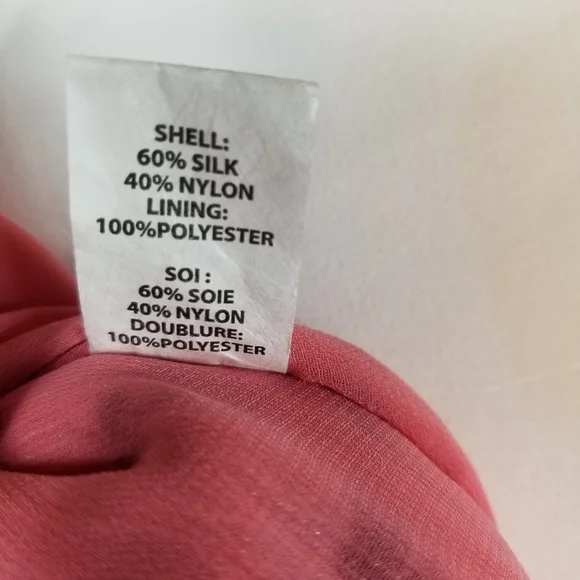 SHELL:
60% SILK
40% NYLON
LINING:
100%POLYESTER
SOI :
60% SOIE
40% NYLON
DOUBLURE:
100%POLYESTER